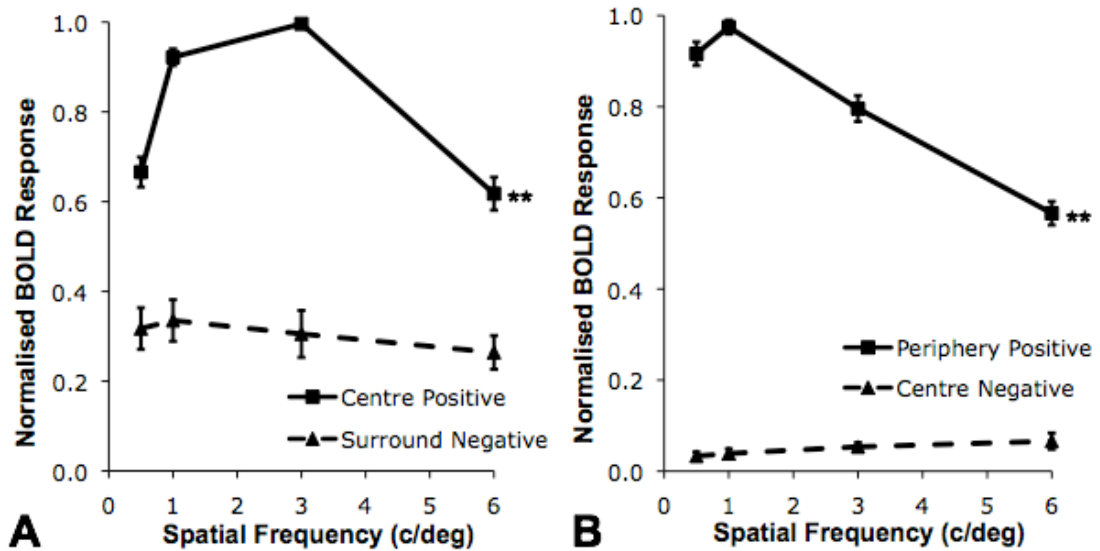 1.0
0.8
0.6
0.4
0.2
0.0
Normalised BOLD Response
**
Centre Positive
Surround Negative
0 1 2 3 4 5 6
Spatial Frequency (c/deg)
A
1.0
0.8
0.6
0.4
0.2
0.0
Normalised BOLD Response
**
Periphery Positive
Centre Negative
0 1 2 3 4 5 6
Spatial Frequency (c/deg)
B